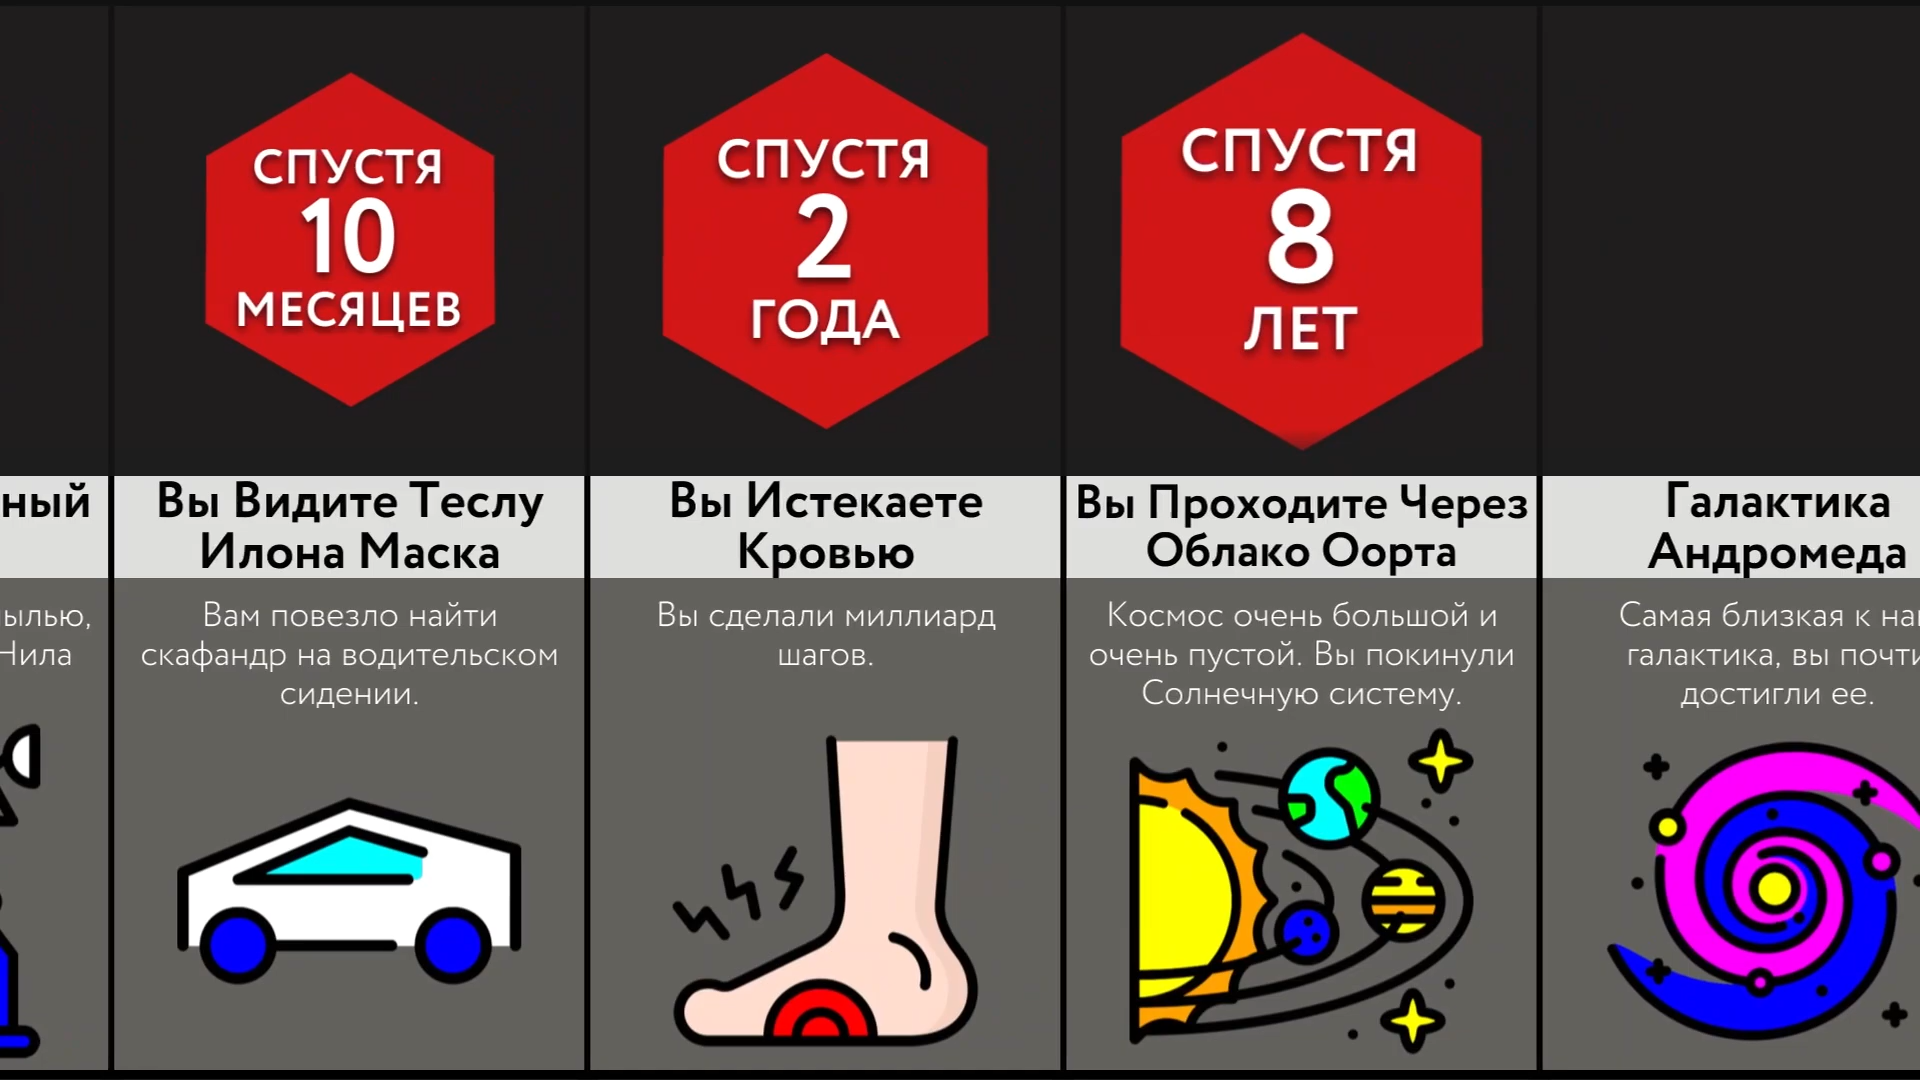 ный
ылью,
Нила
СПУСТЯ
10
МЕСЯЦЕВ
Вы Видите Теслу
Илона Маска
Вам повезло найти
скафандр на водительском
сидении.
СПУСТЯ
2
ГОДА
Вы Истекаете
Кровью
Вы сделали миллиард
шагов.
СПУСТЯ
8
ЛЕТ
Вы Проходите Через
Облако Оорта
Космос очень большой и
очень пустой. Вы покинули
Солнечную систему.
Галактика
Андромеда
Самая близкая к на
галактика, вы почти
достигли ее.